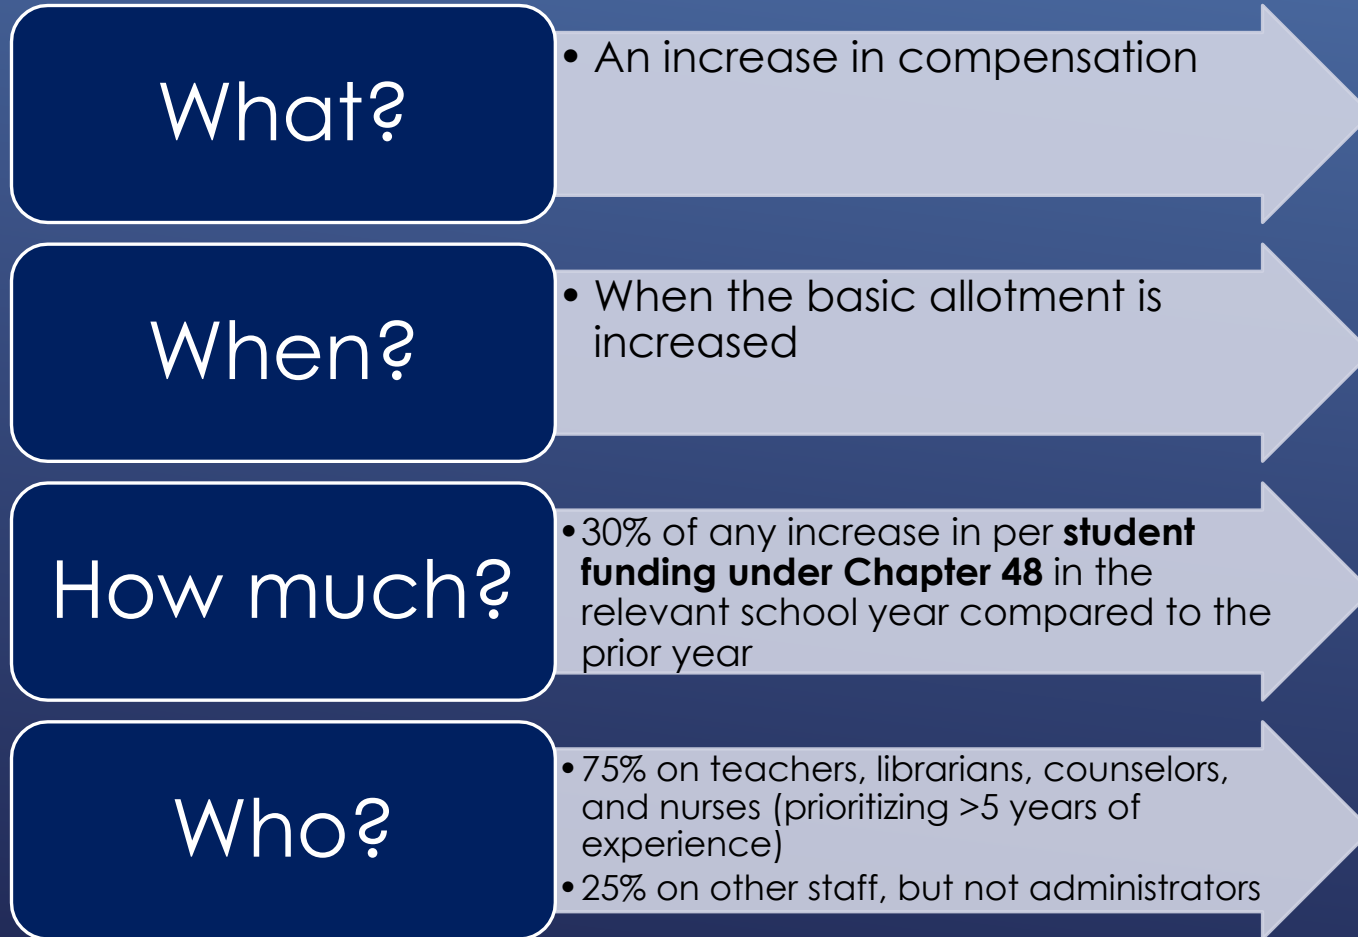 What?
• An increase in compensation
When?
• When the basic allotment is
increased
How much?
•30% of any increase in per student
funding under Chapter 48 in the
relevant school year compared to the
prior year
Who?
•75% on teachers, librarians, counselors,
and nurses (prioritizing >5 years of
experience)
•25% on other staff, but not administrators